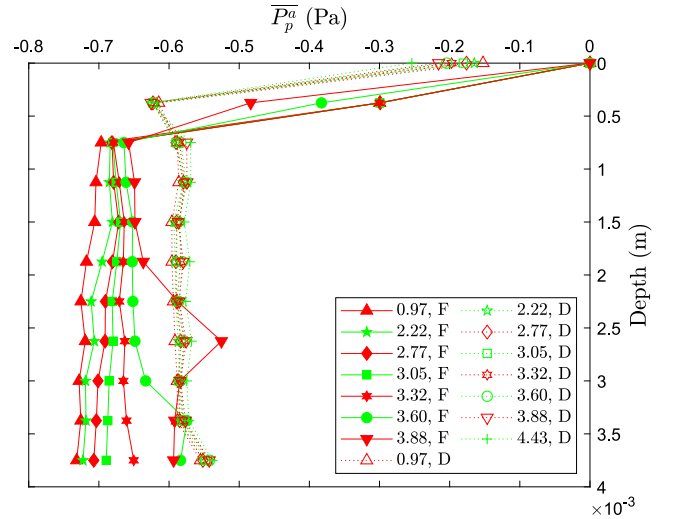 $\overline{P_p^a}$ (Pa)
-0.8 -0.7 -0.6 -0.5 -0.4 -0.3 -0.2 -0.1 0
0
0.5
1
1.5
2
2.5
3
3.5
4
×10⁻³
Depth (m)
0.97, F
2.22, F
2.77, F
3.05, F
3.32, F
3.60, F
3.88, F
0.97, D
2.22, D
2.77, D
3.05, D
3.32, D
3.60, D
3.88, D
4.43, D